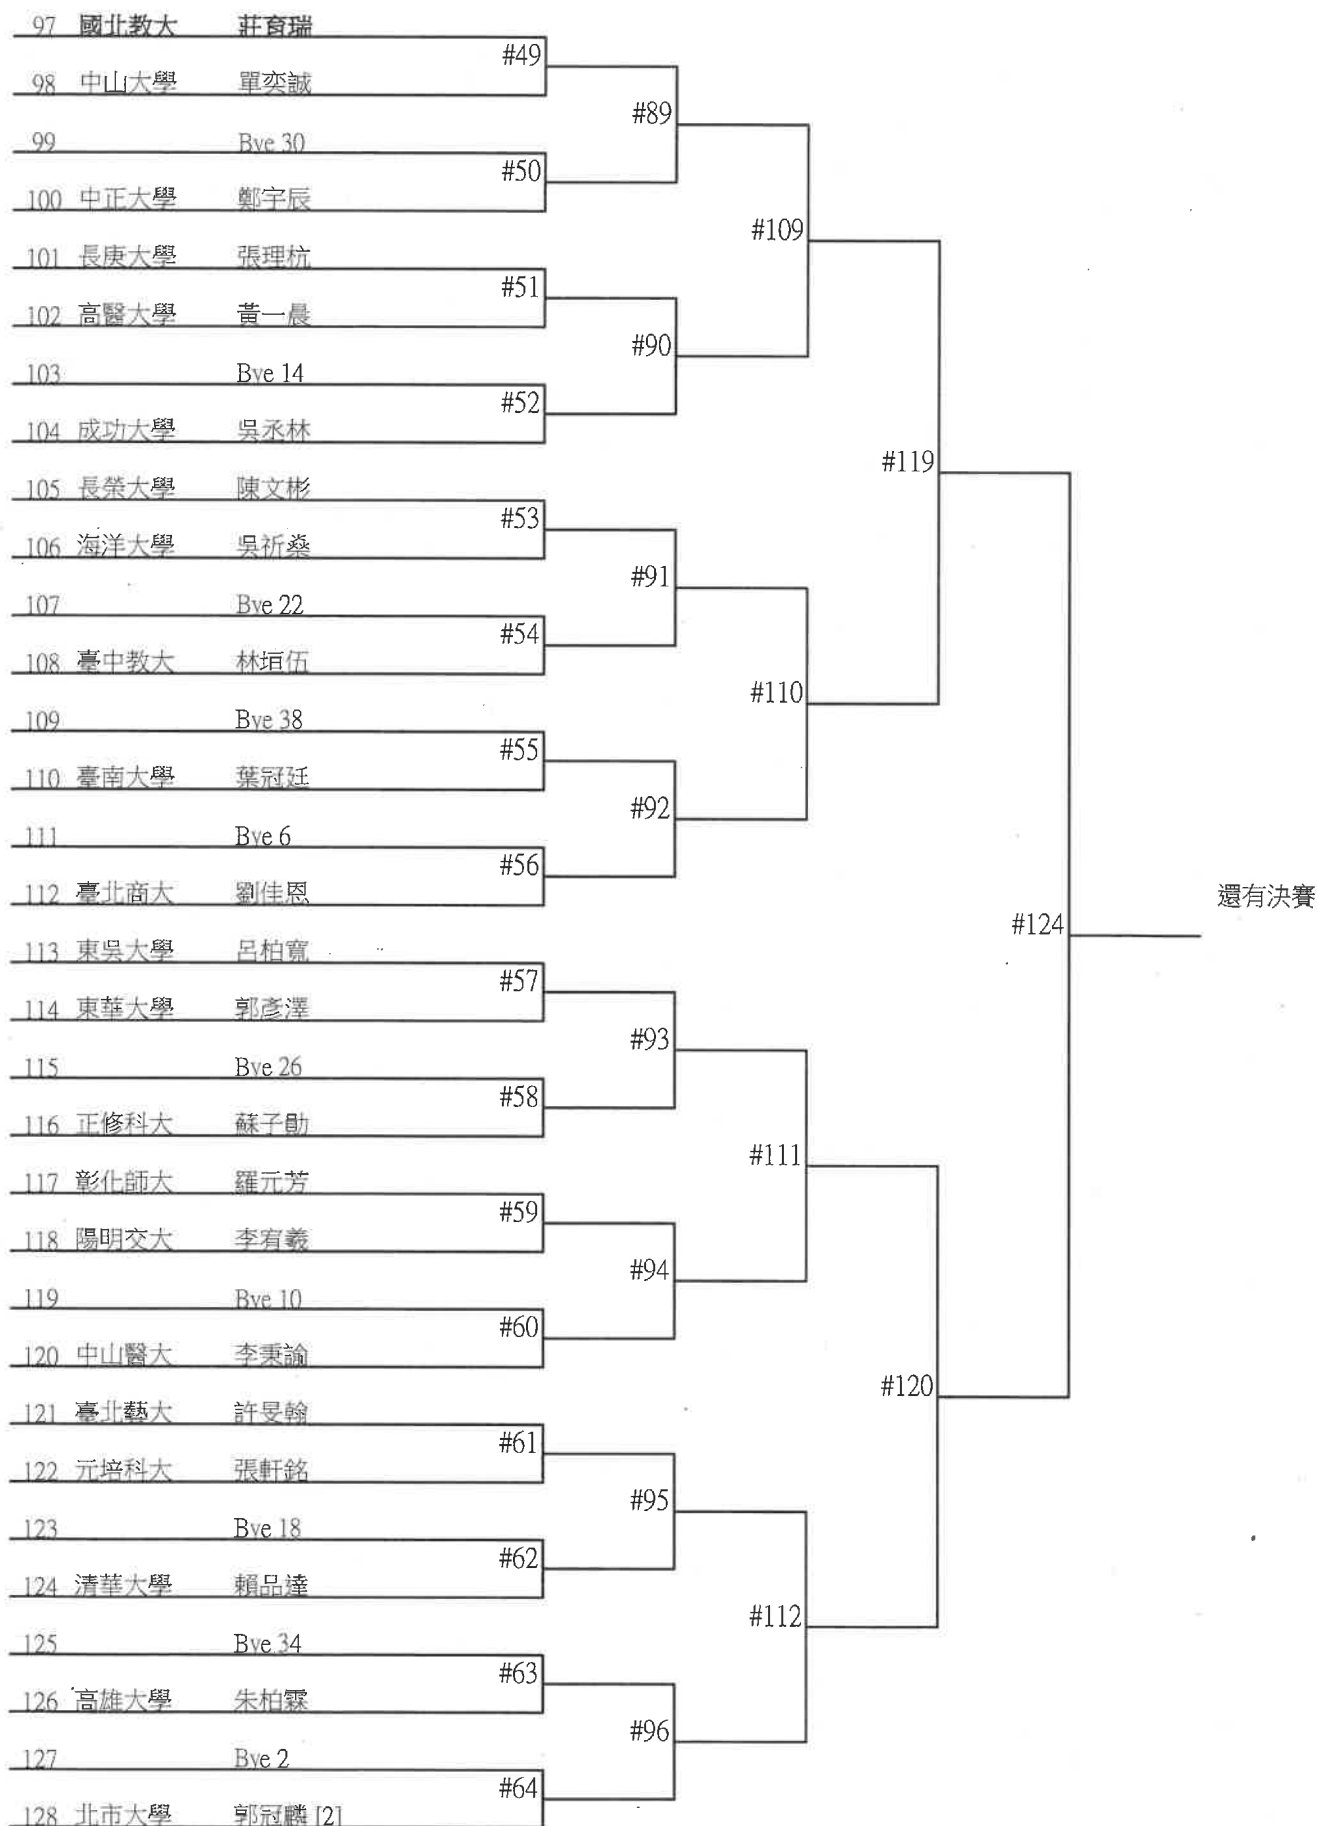 97 國北教大 莊育瑞
#49
98 中山大學 單奕誠
#89
99 Bye 30
#50
100 中正大學 鄭宇辰
#109
101 長庚大學 張理杭
#51
102 高醫大學 黃一晨
#90
103 Bye 14
#52
104 成功大學 吳丞林
#119
105 長榮大學 陳文彬
#53
106 海洋大學 吳祈燊
#91
107 Bye 22
#54
108 臺中教大 林垣伍
#110
109 Bye 38
#55
110 臺南大學 葉冠廷
#92
111 Bye 6
#56
112 臺北商大 劉佳恩
還有決賽
#124
113 東吳大學 呂柏寬
#57
114 東華大學 郭彥澤
#93
115 Bye 26
#58
116 正修科大 蘇子勛
#111
117 彰化師大 羅元芳
#59
118 陽明交大 李宥羲
#94
119 Bye 10
#60
120 中山醫大 李秉諭
#120
121 臺北藝大 許旻翰
#61
122 元培科大 張軒銘
#95
123 Bye 18
#62
124 清華大學 賴品達
#112
125 Bye 34
#63
126 高雄大學 朱柏霖
#96
127 Bye 2
#64
128 北市大學 郭冠麟 [2]